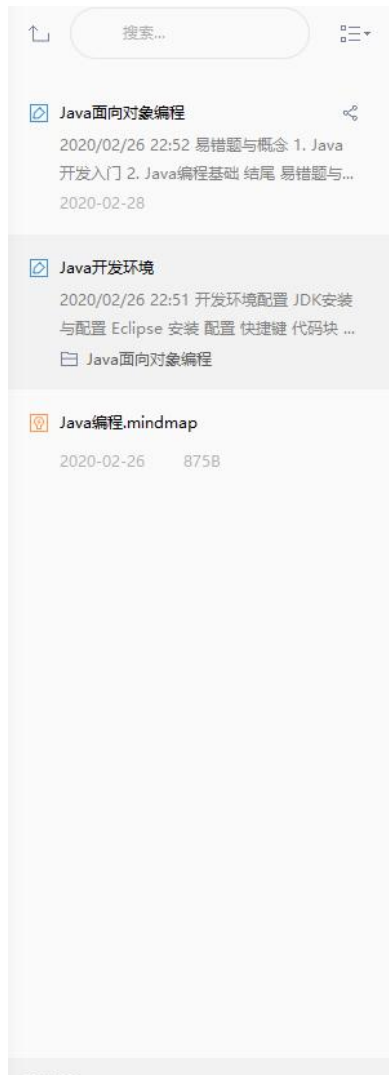 搜索...
Java面向对象编程
2020/02/26 22:52 易错题与概念 1. Java
开发入门 2. Java编程基础 结尾 易错题与...
2020-02-28
Java开发环境
2020/02/26 22:51 开发环境配置 JDK安装
与配置 Eclipse 安装 配置 快捷键 代码块 ...
Java面向对象编程
Java编程.mindmap
2020-02-26 875B